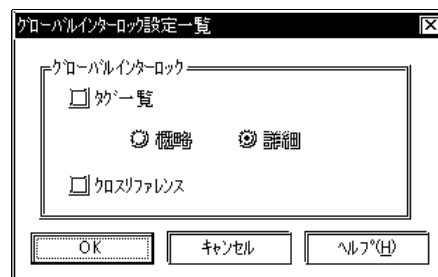 ｸﾞﾛｰﾊﾞﾙｲﾝﾀｰﾛｯｸ設定一覧
ｸﾞﾛｰﾊﾞﾙｲﾝﾀｰﾛｯｸ
ﾀｸﾞ一覧
概略 詳細
ｸﾛｽﾘﾌｧﾚﾝｽ
OK ｷｬﾝｾﾙ ﾍﾙﾌﾟ(H)